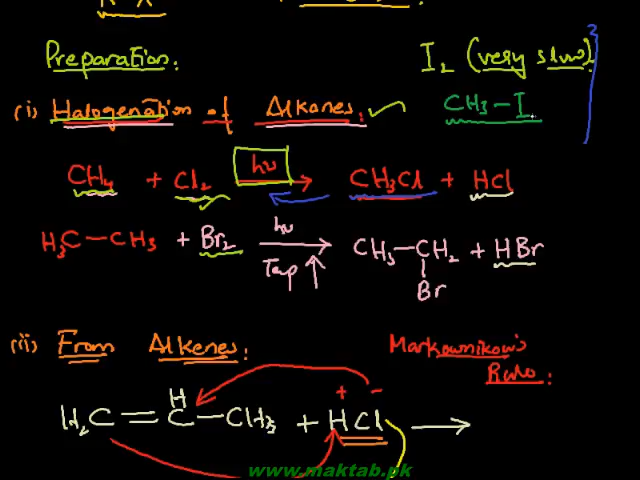 R-X
Preparation:
I2 (very slow)
(i) Halogenation of Alkanes:
CH3-I
CH4 + Cl2 hν → CH3Cl + HCl
H3C-CH3 + Br2 hν Temp ↑ → CH3-CH2 + HBr
Br
(ii) From Alkenes:
Markownikow's
Rule:
H + -
H2C=C-CH3 + HCl →
www.maktab.pk